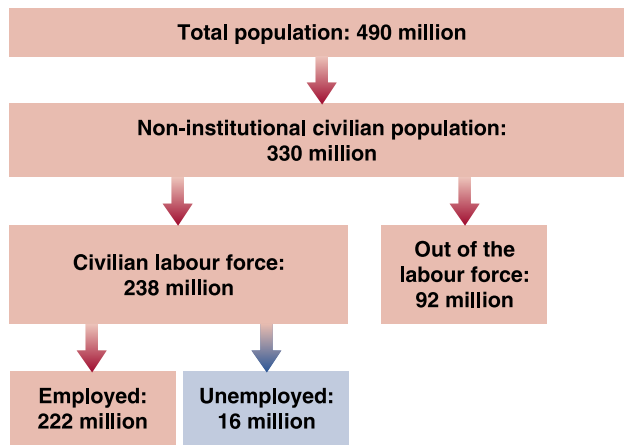 Total population: 490 million
Non-institutional civilian population:
330 million
Civilian labour force:
238 million
Out of the
labour force:
92 million
Employed:
222 million
Unemployed:
16 million